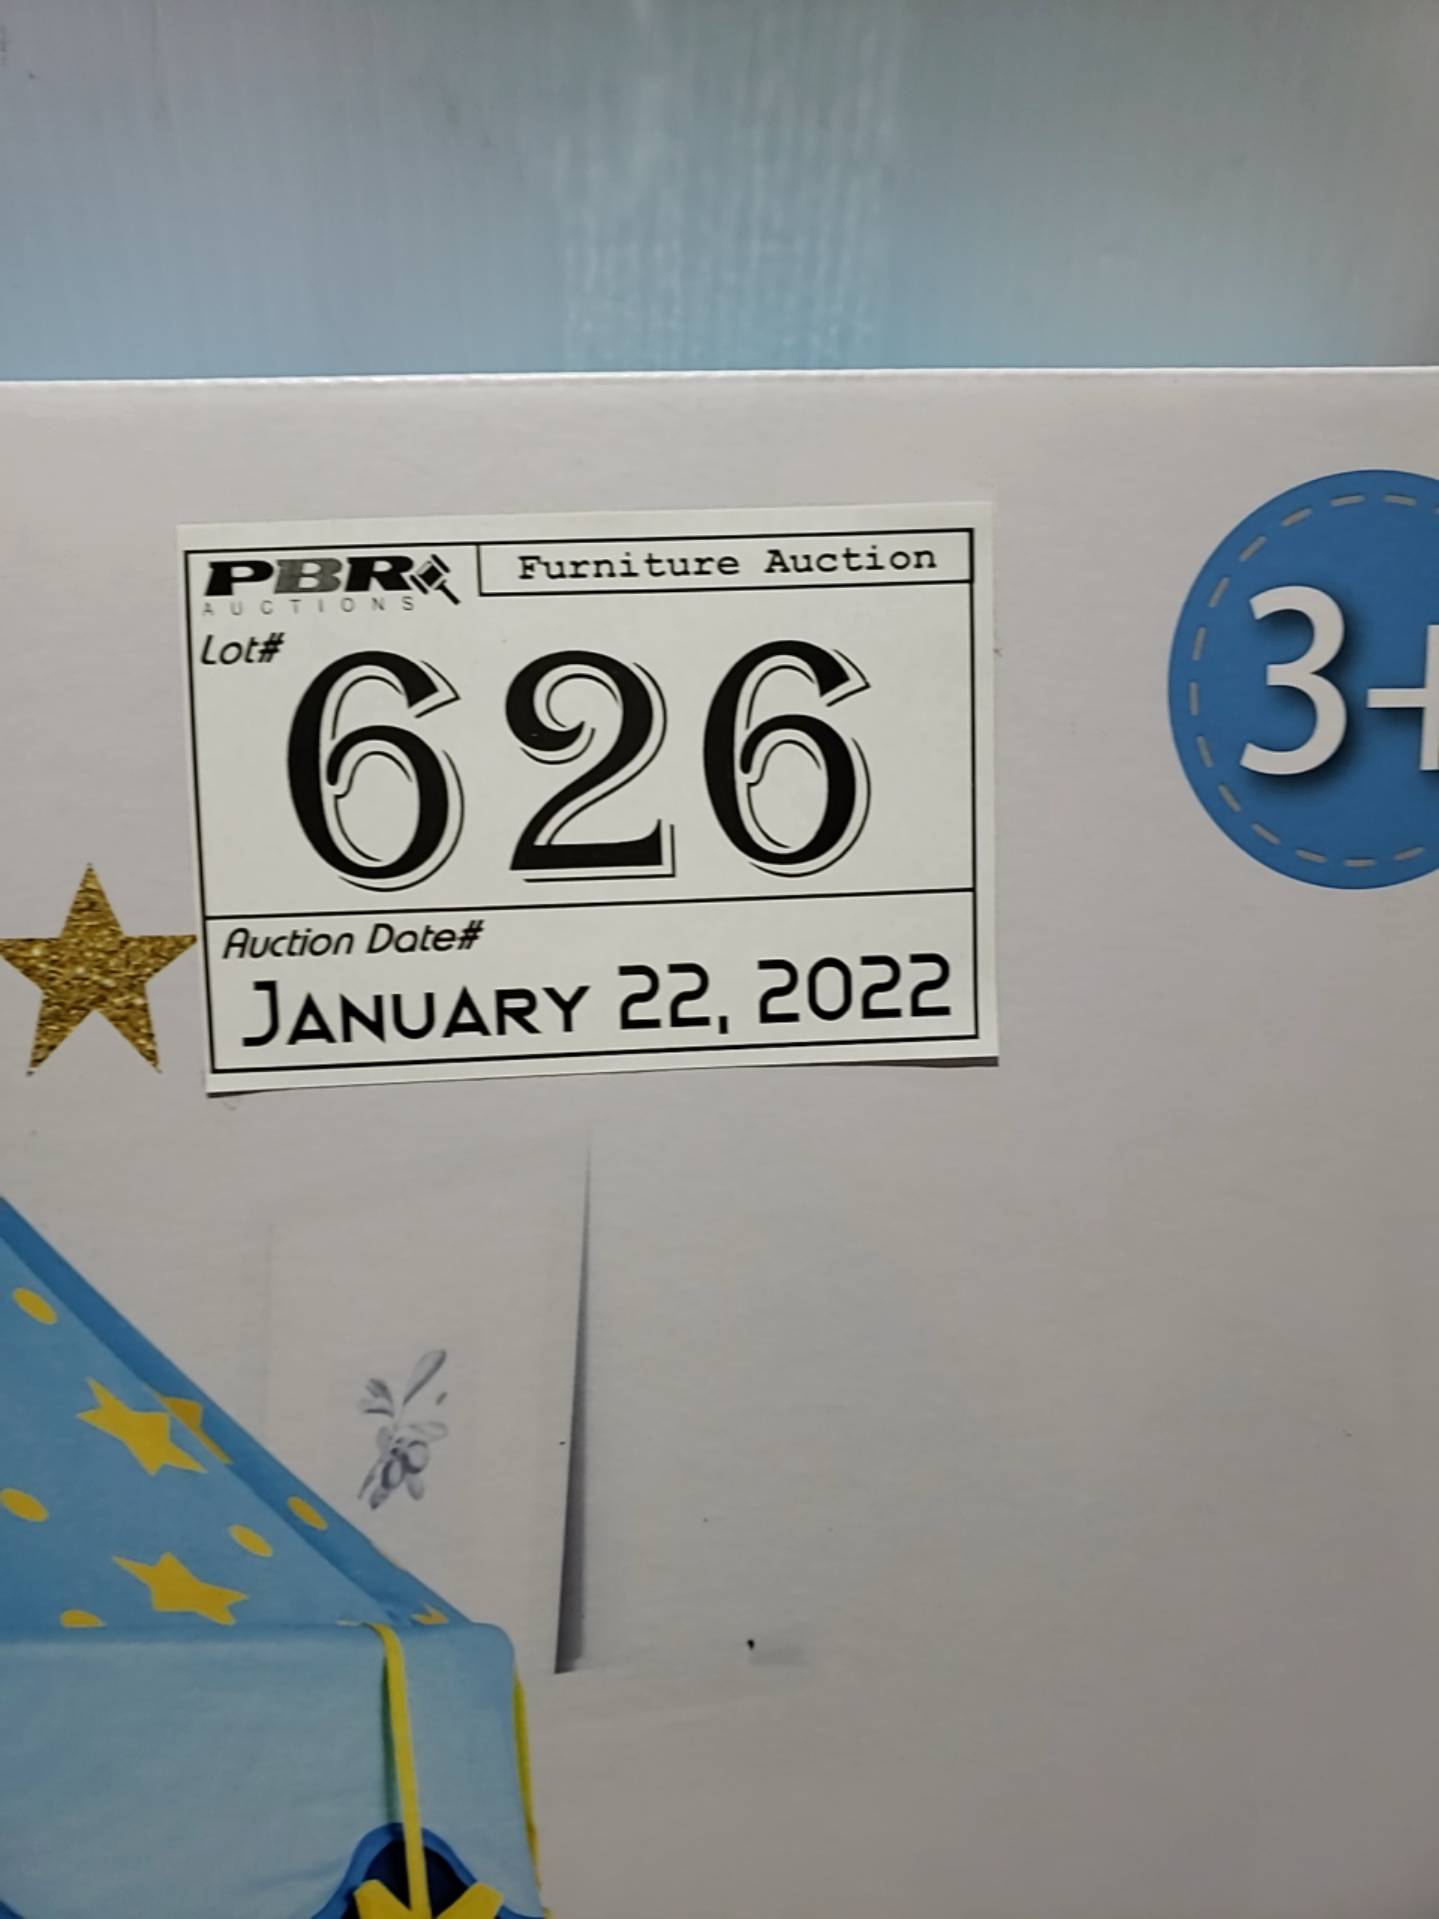 PBR
AUCTIONS
Furniture Auction
Lot#
626
Auction Date#
JANUARY 22, 2022
3+